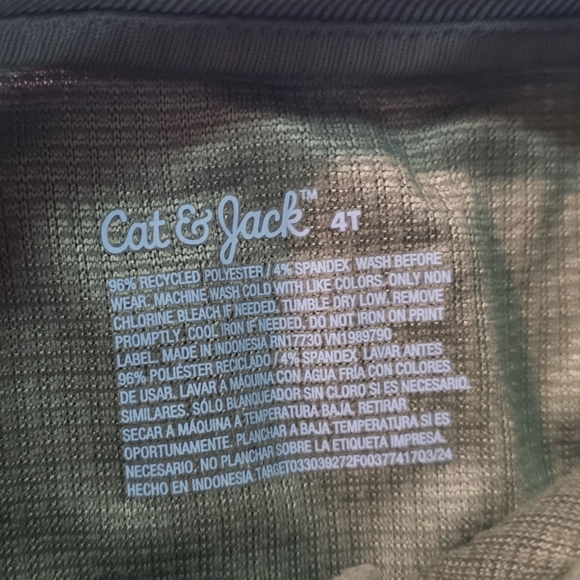 Cat & Jack™ 4T
96% RECYCLED POLYESTER / 4% SPANDEX WASH BEFORE
WEAR. MACHINE WASH COLD WITH LIKE COLORS. ONLY NON
CHLORINE BLEACH IF NEEDED. TUMBLE DRY LOW. REMOVE
PROMPTLY. COOL IRON IF NEEDED. DO NOT IRON ON PRINT
LABEL. MADE IN INDONESIA RN17730 VN1989790
96% POLIÉSTER RECICLADO / 4% SPANDEX, LAVAR ANTES
DE USAR. LAVAR A MÁQUINA CON AGUA FRÍA CON COLORES
SIMILARES. SÓLO BLANQUEADOR SIN CLORO SI ES NECESARIO.
SECAR A MÁQUINA A TEMPERATURA BAJA. RETIRAR
OPORTUNAMENTE. PLANCHAR A BAJA TEMPERATURA SI ES
NECESARIO. NO PLANCHAR SOBRE LA ETIQUETA IMPRESA.
HECHO EN INDONESIA TARGET033039272F0037741703/24